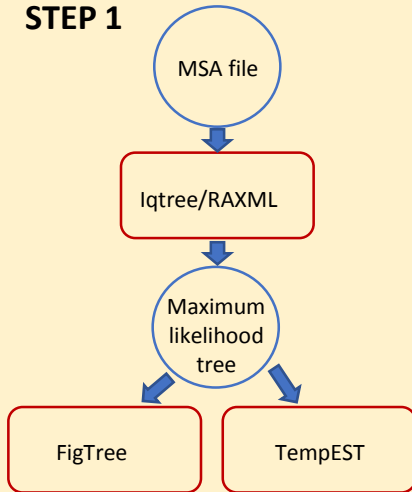 STEP 1
MSA file
Iqtree/RAXML
Maximum
likelihood
tree
FigTree
TempEST